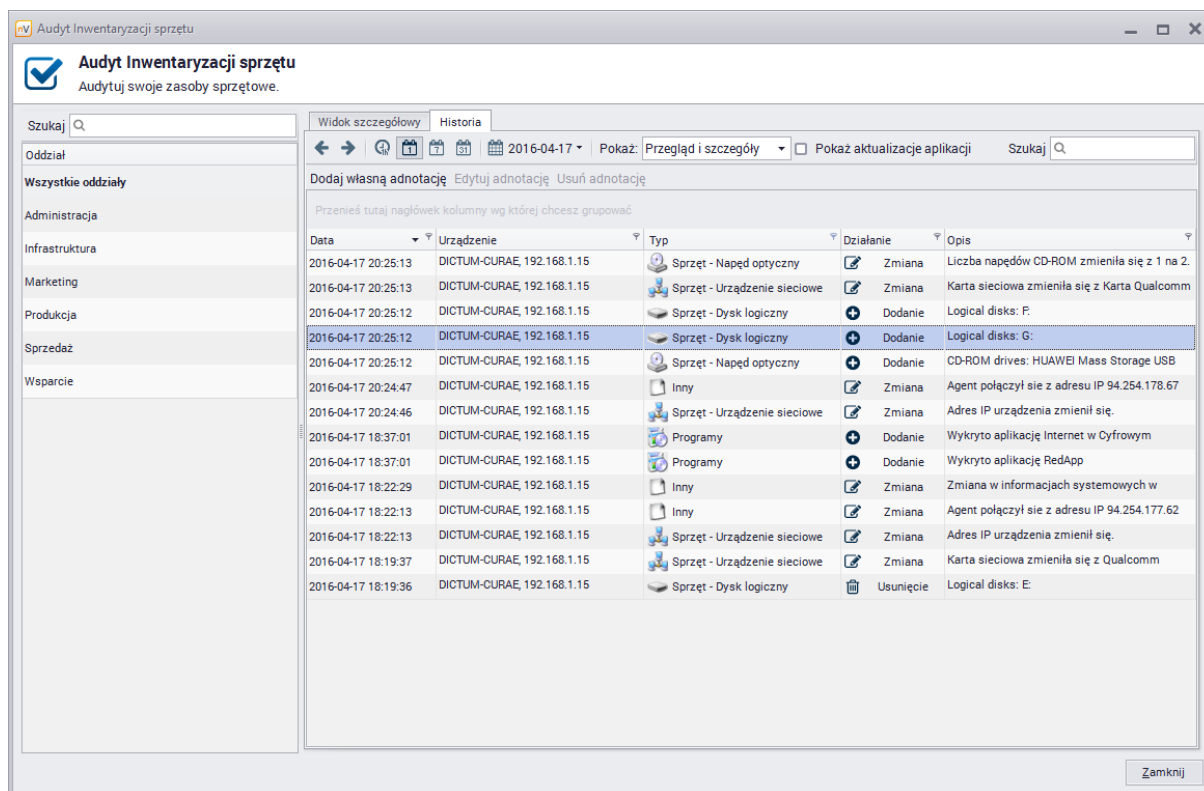 nV Audyt Inwentaryzacji sprzętu
Audyt Inwentaryzacji sprzętu
Audytuj swoje zasoby sprzętowe.
Szukaj
Oddział
Wszystkie oddziały
Administracja
Infrastruktura
Marketing
Produkcja
Sprzedaż
Wsparcie
Widok szczegółowy Historia
1 7 31 2016-04-17 Pokaż: Przegląd i szczegóły Pokaż aktualizacje aplikacji Szukaj
Dodaj własną adnotację Edytuj adnotację Usuń adnotację
Przenieś tutaj nagłówek kolumny wg której chcesz grupować
Data Urządzenie Typ Działanie Opis
2016-04-17 20:25:13 DICTUM-CURAE, 192.168.1.15 Sprzęt - Napęd optyczny Zmiana Liczba napędów CD-ROM zmieniła się z 1 na 2.
2016-04-17 20:25:13 DICTUM-CURAE, 192.168.1.15 Sprzęt - Urządzenie sieciowe Zmiana Karta sieciowa zmieniła się z Karta Qualcomm
2016-04-17 20:25:12 DICTUM-CURAE, 192.168.1.15 Sprzęt - Dysk logiczny Dodanie Logical disks: F:
2016-04-17 20:25:12 DICTUM-CURAE, 192.168.1.15 Sprzęt - Dysk logiczny Dodanie Logical disks: G:
2016-04-17 20:25:12 DICTUM-CURAE, 192.168.1.15 Sprzęt - Napęd optyczny Dodanie CD-ROM drives: HUAWEI Mass Storage USB
2016-04-17 20:24:47 DICTUM-CURAE, 192.168.1.15 Inny Zmiana Agent połączył sie z adresu IP 94.254.178.67
2016-04-17 20:24:46 DICTUM-CURAE, 192.168.1.15 Sprzęt - Urządzenie sieciowe Zmiana Adres IP urządzenia zmienił się.
2016-04-17 18:37:01 DICTUM-CURAE, 192.168.1.15 Programy Dodanie Wykryto aplikację Internet w Cyfrowym
2016-04-17 18:37:01 DICTUM-CURAE, 192.168.1.15 Programy Dodanie Wykryto aplikację RedApp
2016-04-17 18:22:29 DICTUM-CURAE, 192.168.1.15 Inny Zmiana Zmiana w informacjach systemowych w
2016-04-17 18:22:13 DICTUM-CURAE, 192.168.1.15 Inny Zmiana Agent połączył sie z adresu IP 94.254.177.62
2016-04-17 18:22:13 DICTUM-CURAE, 192.168.1.15 Sprzęt - Urządzenie sieciowe Zmiana Adres IP urządzenia zmienił się.
2016-04-17 18:19:37 DICTUM-CURAE, 192.168.1.15 Sprzęt - Urządzenie sieciowe Zmiana Karta sieciowa zmieniła się z Qualcomm
2016-04-17 18:19:36 DICTUM-CURAE, 192.168.1.15 Sprzęt - Dysk logiczny Usunięcie Logical disks: E:
Zamknij